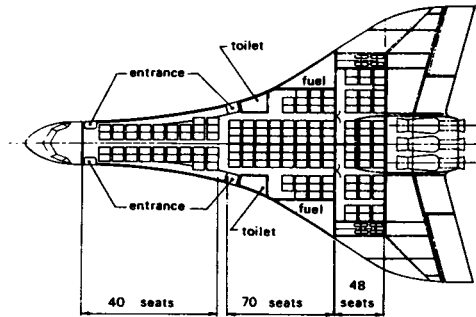 toilet
entrance
fuel
fuel
entrance
toilet
48
40 seats
70 seats
seats